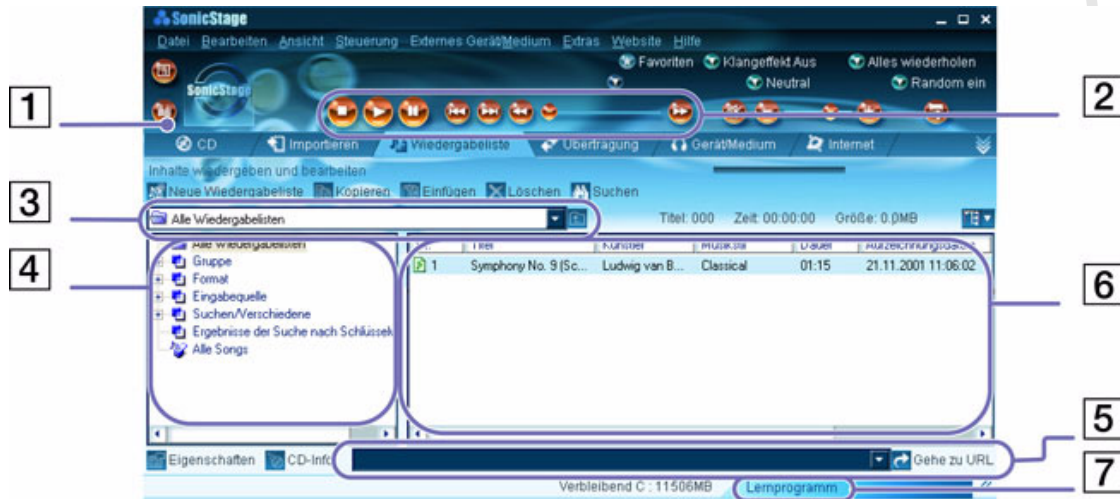 SonicStage
Datei Bearbeiten Ansicht Steuerung Externes Gerät/Medium Extras Website Hilfe
Favoriten Klangeffekt Aus Alles wiederholen
Neutral Random ein
SonicStage
1
2
CD Importieren Wiedergabeliste Übertragung Gerät/Medium Internet
Inhalte wiedergeben und bearbeiten
Neue Wiedergabeliste Kopieren Einfügen Löschen Suchen
3
Alle Wiedergabelisten Titel: 000 Zeit: 00:00:00 Größe: 0,0MB
4
Alle Wiedergabelisten
Gruppe
Format
Eingabequelle
Suchen/Verschiedene
Ergebnisse der Suche nach Schlüsselw
Alle Songs
Titel Künstler Musikstil Dauer Aufzeichnungsdatu
1 Symphony No. 9 (Sc... Ludwig van B... Classical 01:15 21.11.2001 11:06:02
6
5
Eigenschaften CD-Info Gehe zu URL
Verbleibend C : 11506MB Lernprogramm
7